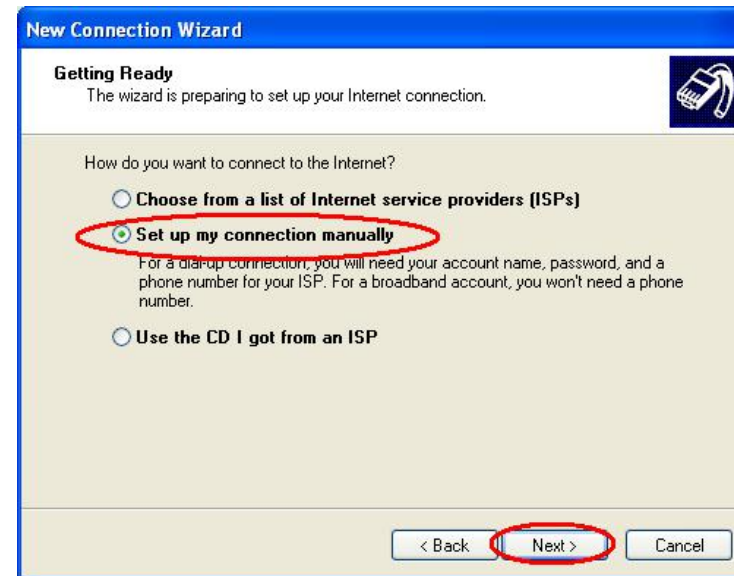 New Connection Wizard
Getting Ready
The wizard is preparing to set up your Internet connection.
How do you want to connect to the Internet?
Choose from a list of Internet service providers (ISPs)
Set up my connection manually
For a dial-up connection, you will need your account name, password, and a
phone number for your ISP. For a broadband account, you won't need a phone
number.
Use the CD I got from an ISP
< Back Next > Cancel